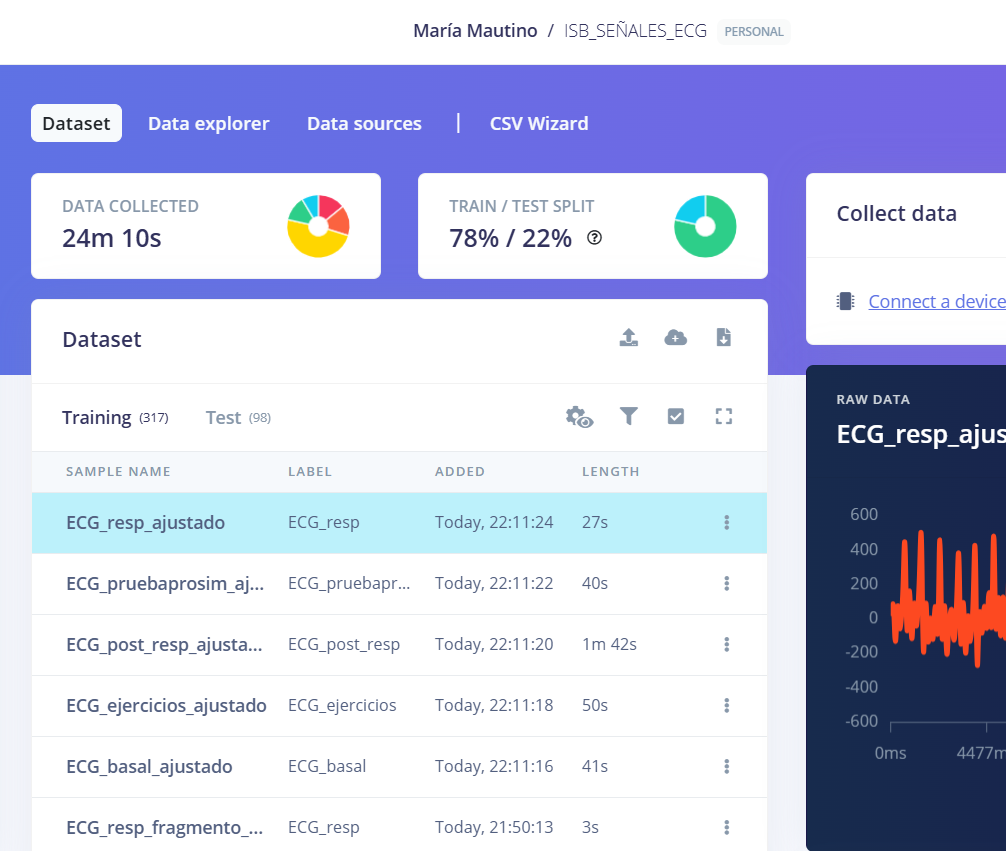 María Mautino / ISB_SEÑALES_ECG PERSONAL
Dataset Data explorer Data sources | CSV Wizard
DATA COLLECTED
24m 10s
TRAIN / TEST SPLIT
78% / 22%
Collect data
Connect a device
Dataset
Training (317) Test (98)
SAMPLE NAME LABEL ADDED LENGTH
ECG_resp_ajustado ECG_resp Today, 22:11:24 27s
ECG_pruebaprosim_aj... ECG_pruebapr... Today, 22:11:22 40s
ECG_post_resp_ajusta... ECG_post_resp Today, 22:11:20 1m 42s
ECG_ejercicios_ajustado ECG_ejercicios Today, 22:11:18 50s
ECG_basal_ajustado ECG_basal Today, 22:11:16 41s
ECG_resp_fragmento_... ECG_resp Today, 21:50:13 3s
RAW DATA
ECG_resp_ajus
600
400
200
0
-200
-400
-600
0ms 4477m